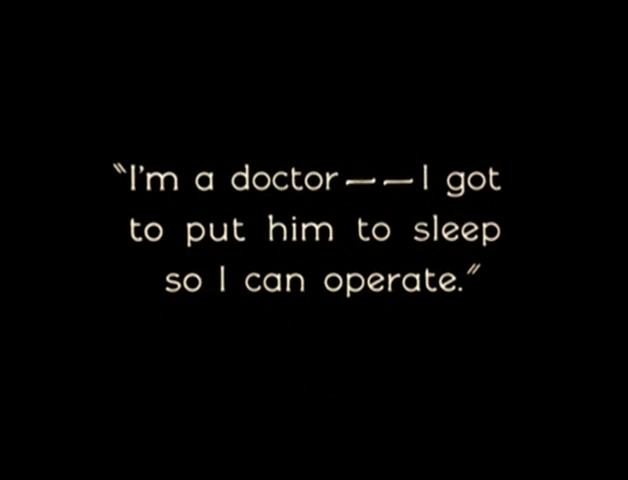 "I'm a doctor——I got
to put him to sleep
so I can operate."